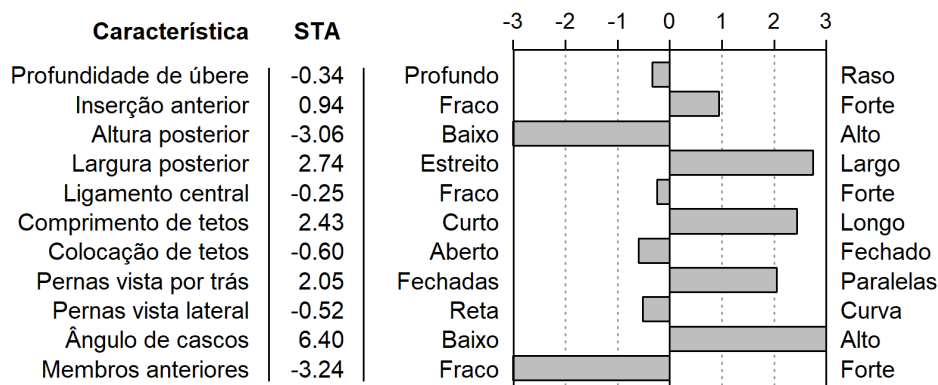 -3 -2 -1 0 1 2 3
Característica STA
Profundidade de úbere -0.34 Profundo Raso
Inserção anterior 0.94 Fraco Forte
Altura posterior -3.06 Baixo Alto
Largura posterior 2.74 Estreito Largo
Ligamento central -0.25 Fraco Forte
Comprimento de tetos 2.43 Curto Longo
Colocação de tetos -0.60 Aberto Fechado
Pernas vista por trás 2.05 Fechadas Paralelas
Pernas vista lateral -0.52 Reta Curva
Ângulo de cascos 6.40 Baixo Alto
Membros anteriores -3.24 Fraco Forte